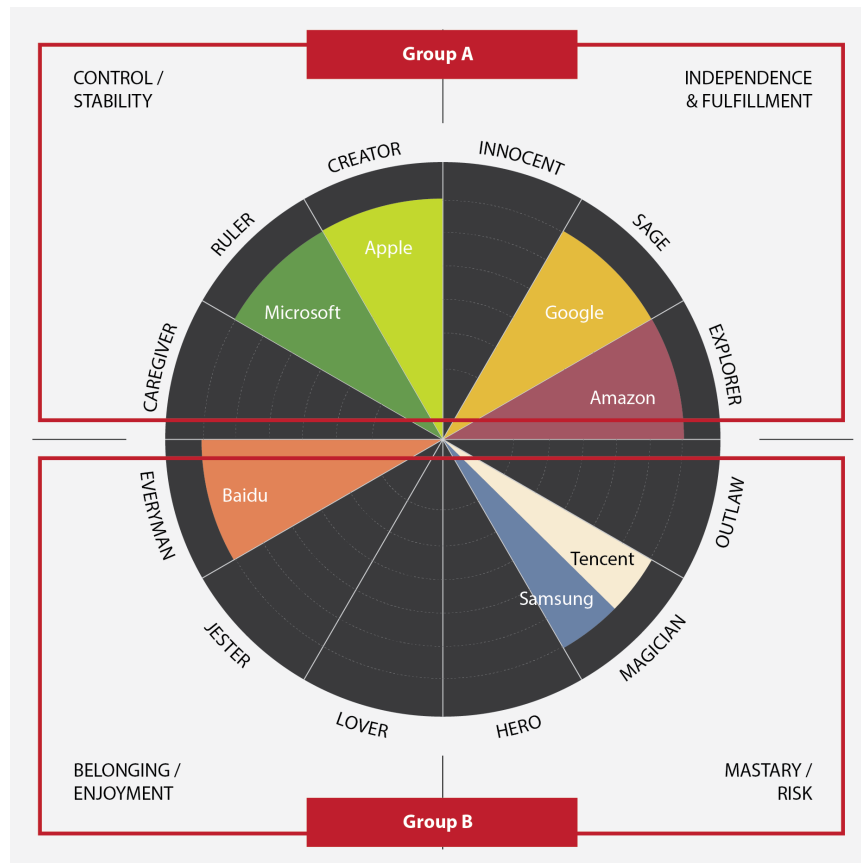 Group A
CONTROL /
STABILITY
INDEPENDENCE
& FULFILLMENT
CREATOR
INNOCENT
RULER
SAGE
Apple
Microsoft
Google
CAREGIVER
EXPLORER
Amazon
EVERYMAN
Baidu
OUTLAW
Tencent
Samsung
JESTER
MAGICIAN
LOVER
HERO
BELONGING /
ENJOYMENT
MASTARY /
RISK
Group B